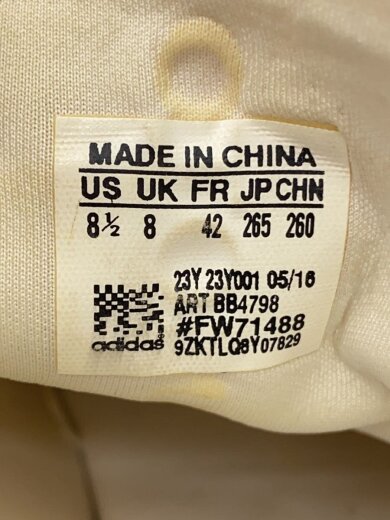 MADE IN CHINA
US UK FR JP CHN
8½ 8 42 265 260
23Y 23Y001 05/16
ART BB4798
#FW71488
9ZKTLQ8Y07829
adidas